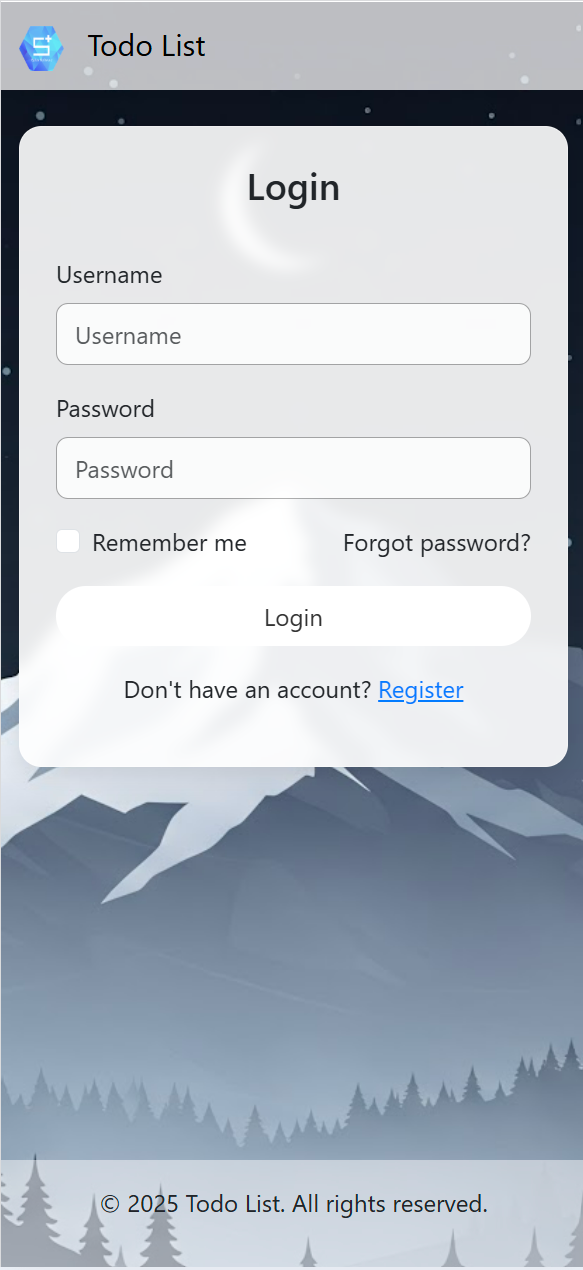 Todo List
Login
Username
Username
Password
Password
Remember me Forgot password?
Login
Don't have an account? Register
© 2025 Todo List. All rights reserved.